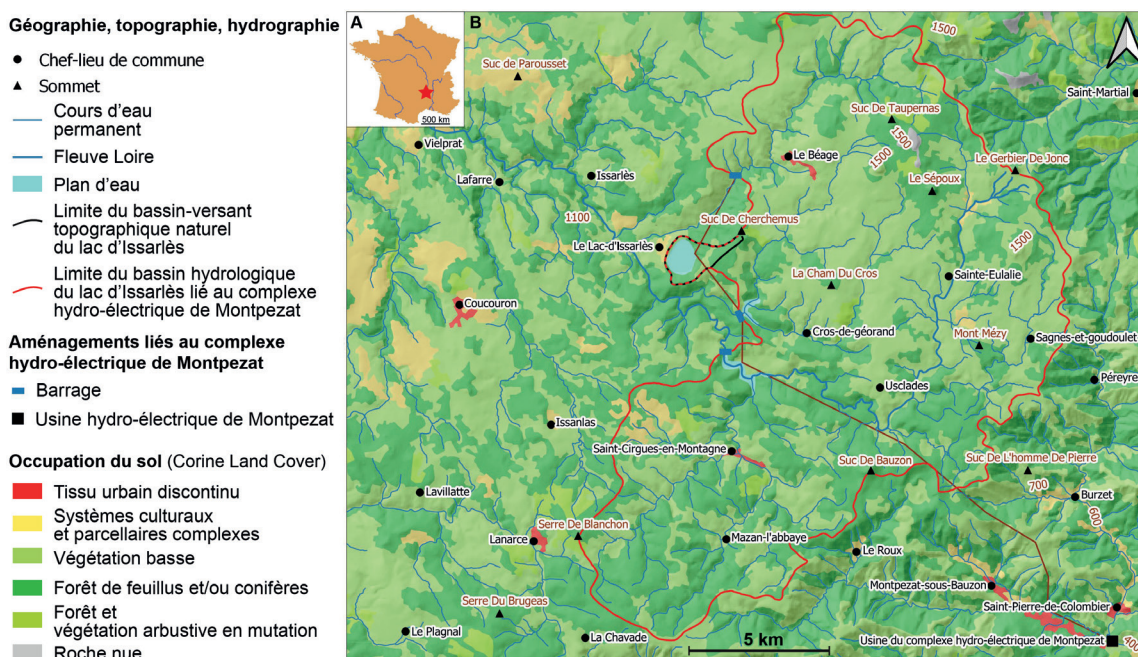 Géographie, topographie, hydrographie
Chef-lieu de commune
Sommet
Cours d'eau
permanent
Fleuve Loire
Plan d'eau
Limite du bassin-versant
topographique naturel
du lac d'Issarlès
Limite du bassin hydrologique
du lac d'Issarlès lié au complexe
hydro-électrique de Montpezat
Aménagements liés au complexe
hydro-électrique de Montpezat
Barrage
Usine hydro-électrique de Montpezat
Occupation du sol (Corine Land Cover)
Tissu urbain discontinu
Systèmes culturaux
et parcellaires complexes
Végétation basse
Forêt de feuillus et/ou conifères
Forêt et
végétation arbustive en mutation
Roche nue
A
500 km
B
1500
Suc de Parousset
Saint-Martial
Suc De Taupernas
1500
Vielprat
Le Béage
1500
Le Gerbier De Jonc
Lafarre
Issarlès
Le Sépoux
1100
Suc De Cherchemus
Le Lac-d'Issarlès
1500
La Cham Du Cros
Sainte-Eulalie
Coucouron
Cros-de-géorand
Mont Mézy
Sagnes-et-goudoulet
Péreyre
Usclades
Issanlas
Saint-Cirgues-en-Montagne
Suc De Bauzon
Suc De L'homme De Pierre
700
Lavillatte
Burzet
600
Serre De Blanchon
Lanarce
Mazan-l'abbaye
Le Roux
Montpezat-sous-Bauzon
Serre Du Brugeas
Saint-Pierre-de-Colombier
Le Plagnal
La Chavade
5 km
Usine du complexe hydro-électrique de Montpezat
400